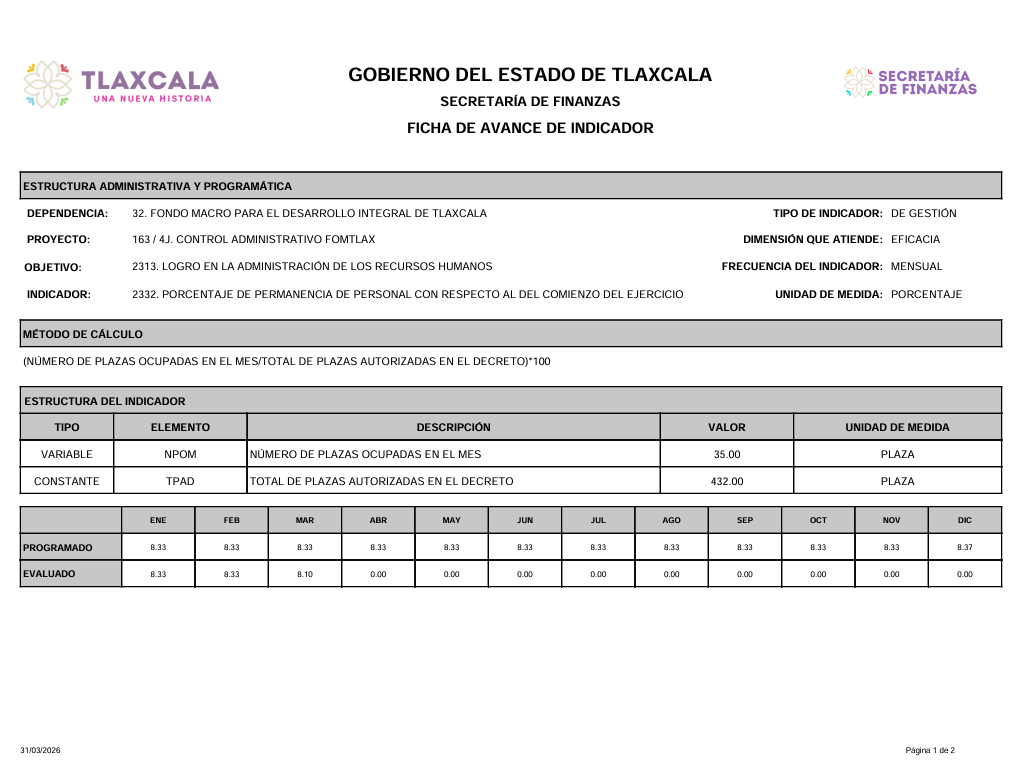 TLAXCALA
UNA NUEVA HISTORIA
GOBIERNO DEL ESTADO DE TLAXCALA
SECRETARÍA DE FINANZAS
FICHA DE AVANCE DE INDICADOR
SECRETARÍA
DE FINANZAS
ESTRUCTURA ADMINISTRATIVA Y PROGRAMÁTICA
DEPENDENCIA: 32. FONDO MACRO PARA EL DESARROLLO INTEGRAL DE TLAXCALA TIPO DE INDICADOR: DE GESTIÓN
PROYECTO: 163 / 4J. CONTROL ADMINISTRATIVO FOMTLAX DIMENSIÓN QUE ATIENDE: EFICACIA
OBJETIVO: 2313. LOGRO EN LA ADMINISTRACIÓN DE LOS RECURSOS HUMANOS FRECUENCIA DEL INDICADOR: MENSUAL
INDICADOR: 2332. PORCENTAJE DE PERMANENCIA DE PERSONAL CON RESPECTO AL DEL COMIENZO DEL EJERCICIO UNIDAD DE MEDIDA: PORCENTAJE
MÉTODO DE CÁLCULO
(NÚMERO DE PLAZAS OCUPADAS EN EL MES/TOTAL DE PLAZAS AUTORIZADAS EN EL DECRETO)*100
ESTRUCTURA DEL INDICADOR
TIPO ELEMENTO DESCRIPCIÓN VALOR UNIDAD DE MEDIDA
VARIABLE NPOM NÚMERO DE PLAZAS OCUPADAS EN EL MES 35.00 PLAZA
CONSTANTE TPAD TOTAL DE PLAZAS AUTORIZADAS EN EL DECRETO 432.00 PLAZA
ENE FEB MAR ABR MAY JUN JUL AGO SEP OCT NOV DIC
PROGRAMADO 8.33 8.33 8.33 8.33 8.33 8.33 8.33 8.33 8.33 8.33 8.33 8.37
EVALUADO 8.33 8.33 8.10 0.00 0.00 0.00 0.00 0.00 0.00 0.00 0.00 0.00
31/03/2026 Página 1 de 2